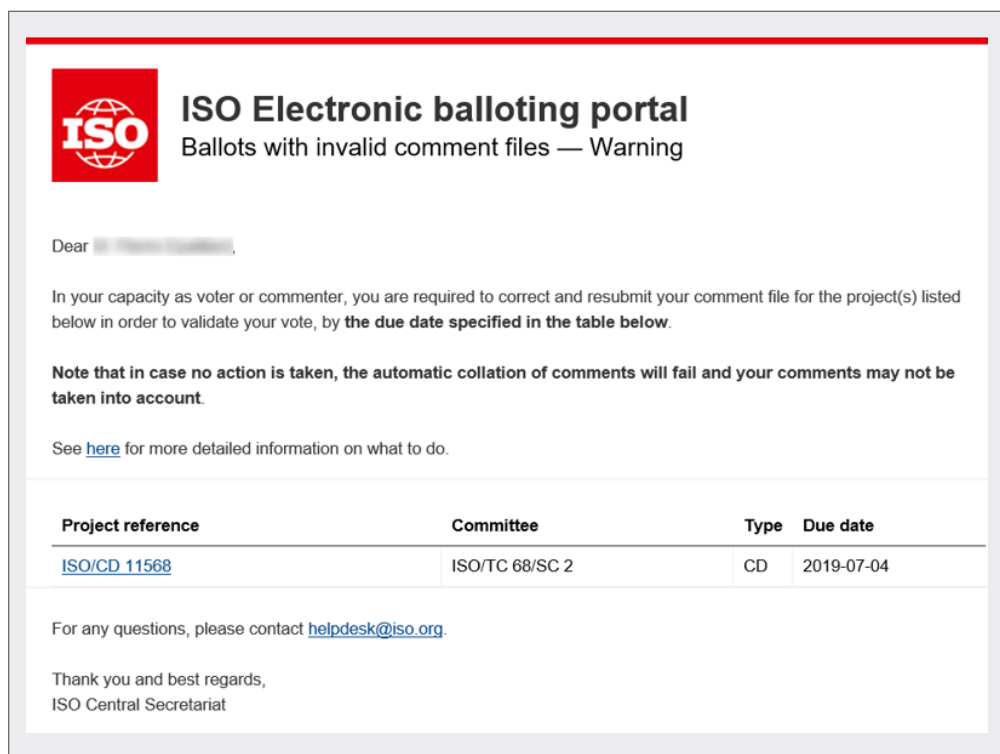 ISO
ISO Electronic balloting portal
Ballots with invalid comment files — Warning
Dear ,
In your capacity as voter or commenter, you are required to correct and resubmit your comment file for the project(s) listed
below in order to validate your vote, by the due date specified in the table below.
Note that in case no action is taken, the automatic collation of comments will fail and your comments may not be
taken into account.
See here for more detailed information on what to do.
Project reference Committee Type Due date
ISO/CD 11568 ISO/TC 68/SC 2 CD 2019-07-04
For any questions, please contact helpdesk@iso.org.
Thank you and best regards,
ISO Central Secretariat